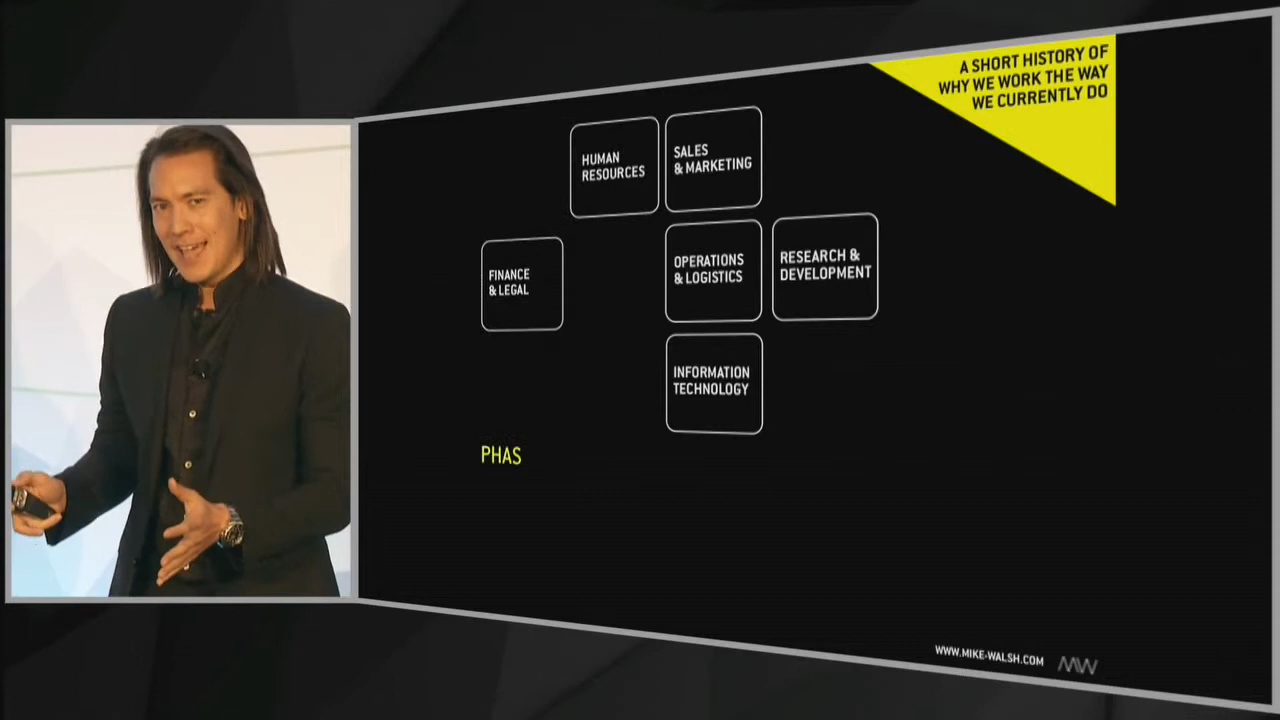 A SHORT HISTORY OF
WHY WE WORK THE WAY
WE CURRENTLY DO
HUMAN
RESOURCES
SALES
& MARKETING
FINANCE
& LEGAL
OPERATIONS
& LOGISTICS
RESEARCH &
DEVELOPMENT
INFORMATION
TECHNOLOGY
PHAS
WWW.MIKE-WALSH.COM
MW